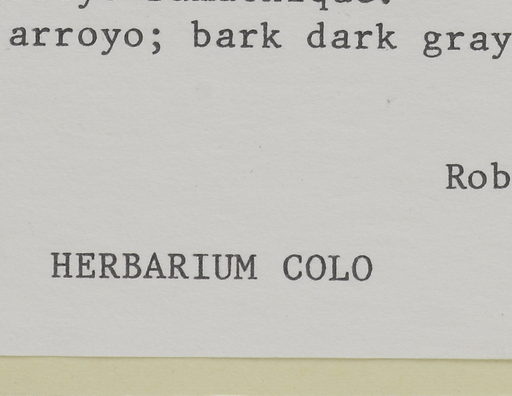 arroyo; bark dark gray
Rob
HERBARIUM COLO